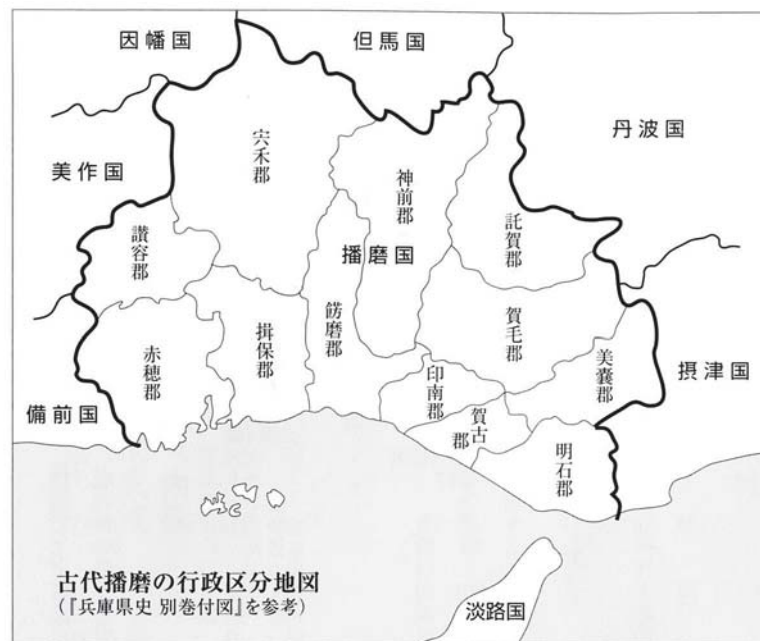 因幡国
但馬国
丹波国
美作国
宍禾郡
神前郡
託賀郡
讃容郡
播磨国
餝磨郡
賀毛郡
揖保郡
赤穂郡
美嚢郡
摂津国
印南郡
備前国
賀古郡
明石郡
古代播磨の行政区分地図
(『兵庫県史 別巻付図』を参考)
淡路国